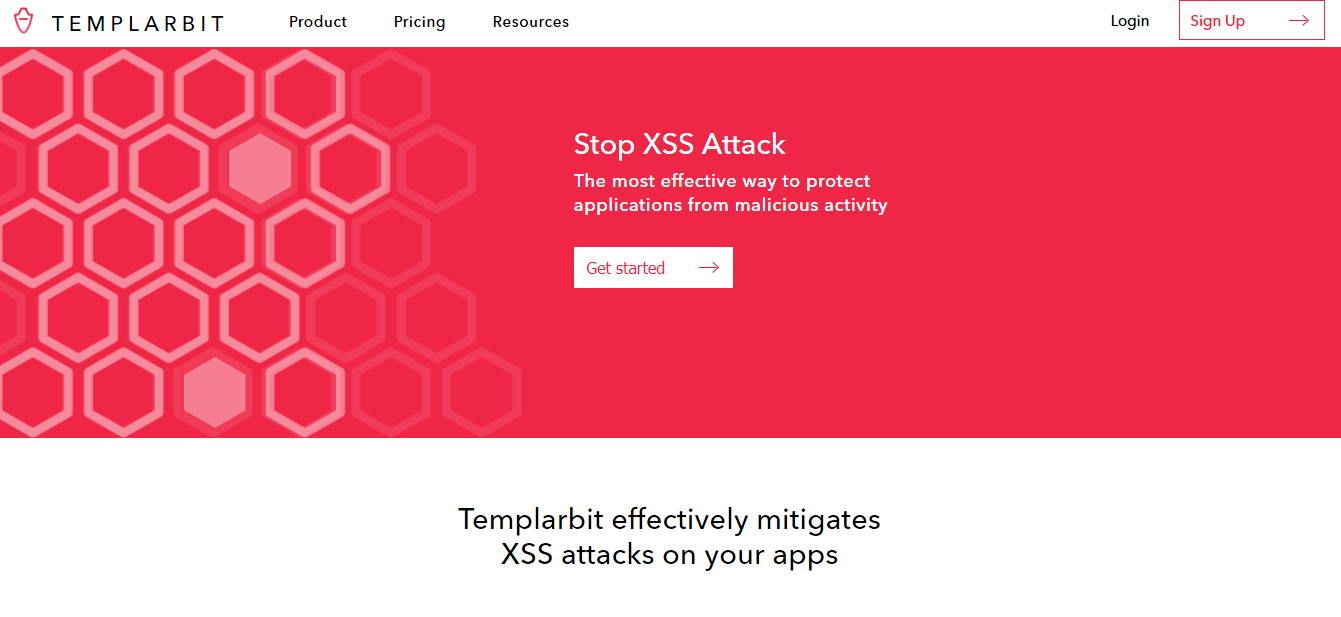 TEMPLARBIT
Product
Pricing
Resources
Login
Sign Up
Stop XSS Attack
The most effective way to protect
applications from malicious activity
Get started
Templarbit effectively mitigates
XSS attacks on your apps